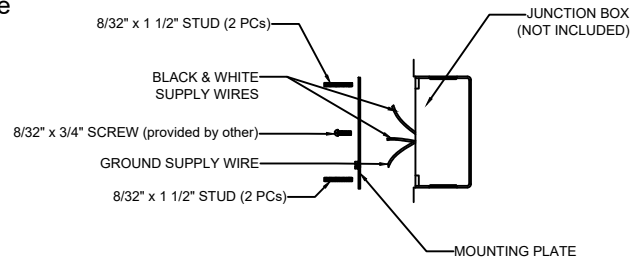 e
8/32" x 1 1/2" STUD (2 PCs)
JUNCTION BOX
(NOT INCLUDED)
BLACK & WHITE
SUPPLY WIRES
8/32" x 3/4" SCREW (provided by other)
GROUND SUPPLY WIRE
8/32" x 1 1/2" STUD (2 PCs)
MOUNTING PLATE